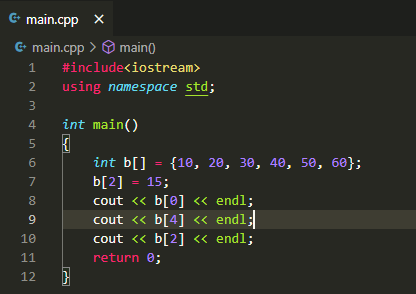 main.cpp ×
main.cpp > main()
1 #include<iostream>
2 using namespace std;
3
4 int main()
5 {
6     int b[] = {10, 20, 30, 40, 50, 60};
7     b[2] = 15;
8     cout << b[0] << endl;
9     cout << b[4] << endl;
10     cout << b[2] << endl;
11     return 0;
12 }